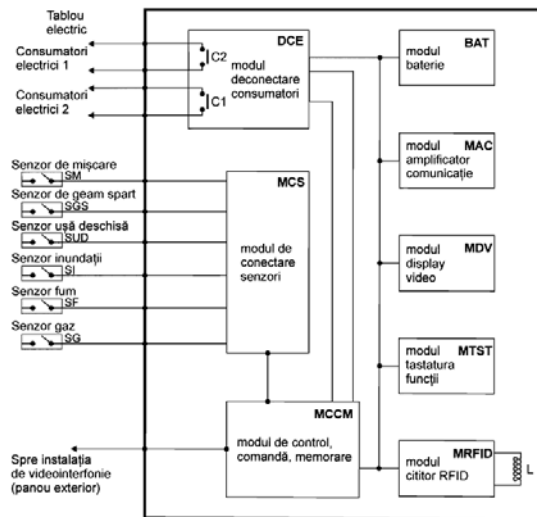 Tablou
electric
Consumatori
electrici 1
Consumatori
electrici 2
C2
C1
DCE
modul
deconectare
consumatori
BAT
modul
baterie
MAC
modul
amplificator
comunicație
MDV
modul
display
video
MTST
modul
tastatura
funcții
MRFID
modul
cititor RFID
L
Senzor de mișcare
SM
Senzor de geam spart
SGS
Senzor ușă deschisă
SUD
Senzor inundații
SI
Senzor fum
SF
Senzor gaz
SG
MCS
modul de
conectare
senzori
MCCM
modul de control,
comandă, memorare
Spre instalația
de videointerfonie
(panou exterior)